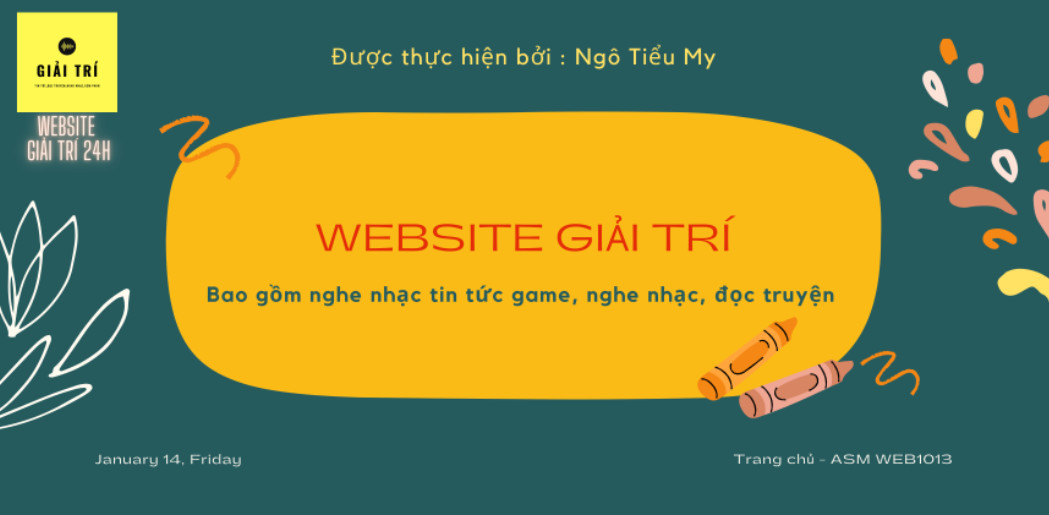 Được thực hiện bởi : Ngô Tiểu My
GIẢI TRÍ
WEBSITE
GIẢI TRÍ 24H
WEBSITE GIẢI TRÍ
Bao gồm nghe nhạc tin tức game, nghe nhạc, đọc truyện
January 14, Friday
Trang chủ - ASM WEB1013